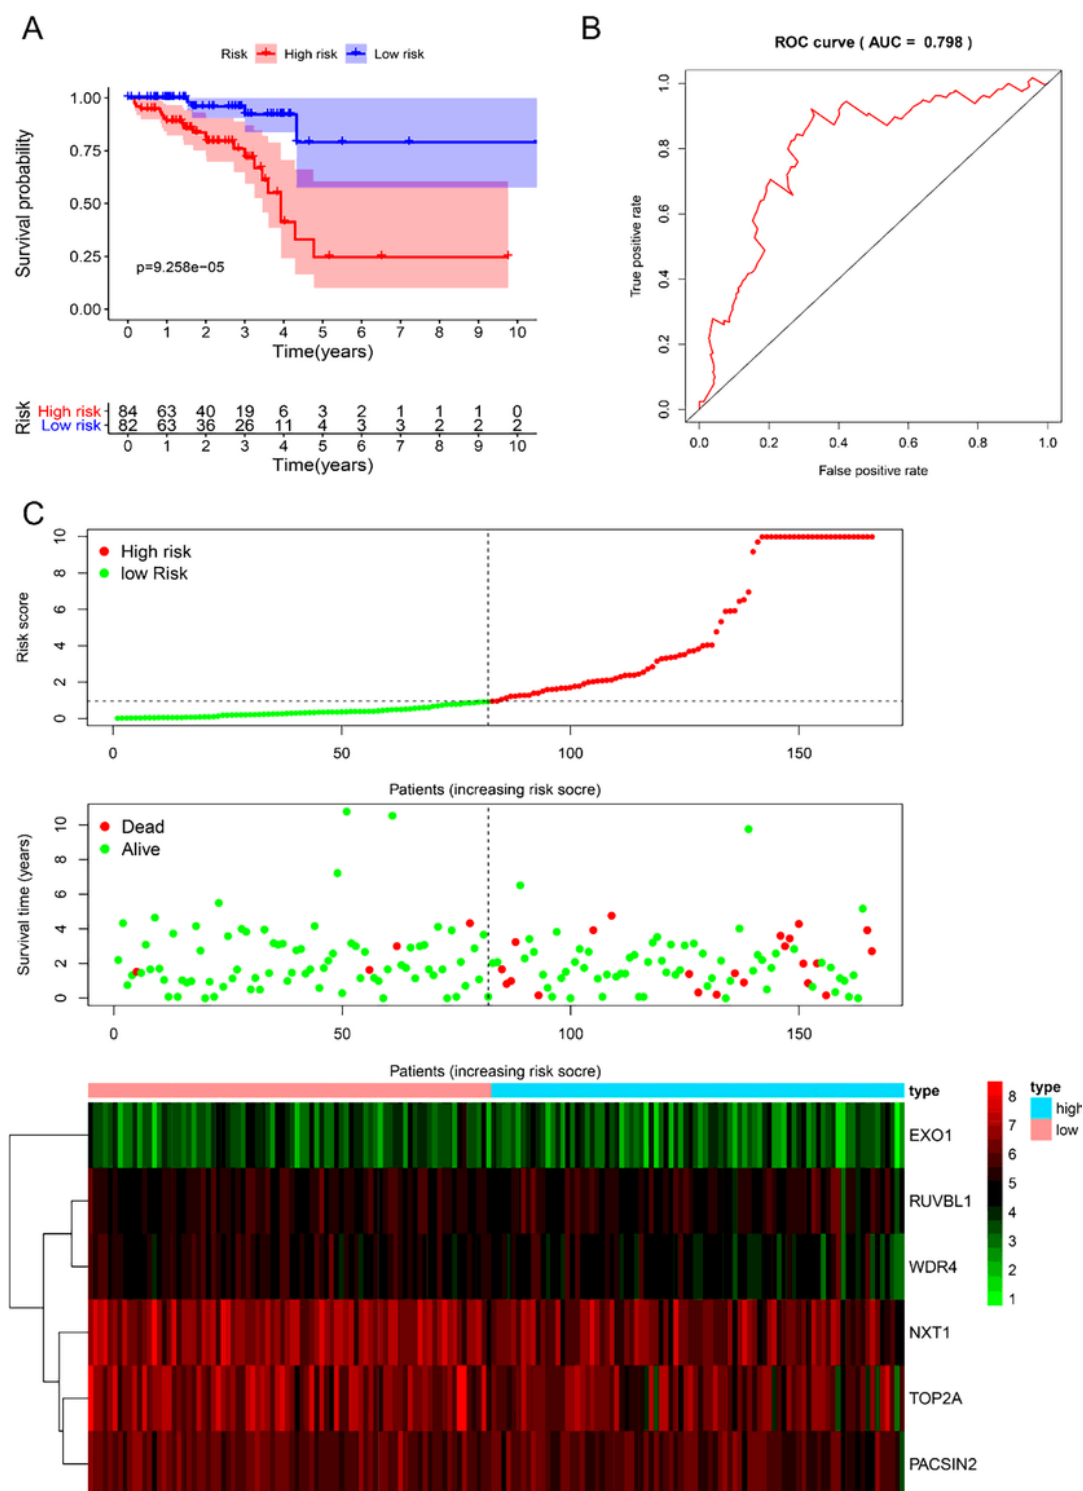 A
Risk High risk Low risk
Survival probability
1.00
0.75
0.50
0.25
0.00
p=9.258e−05
0 1 2 3 4 5 6 7 8 9 10
Time(years)
Risk
High risk 84 63 40 19 6 3 2 1 1 1 0
Low risk 82 63 36 26 11 4 3 3 2 2 2
0 1 2 3 4 5 6 7 8 9 10
Time(years)
B
ROC curve ( AUC = 0.798 )
True positive rate
1.0
0.8
0.6
0.4
0.2
0.0
0.0 0.2 0.4 0.6 0.8 1.0
False positive rate
C
Risk score
10
8
6
4
2
0
High risk
low Risk
0 50 100 150
Patients (increasing risk socre)
Survival time (years)
10
8
6
4
2
0
Dead
Alive
0 50 100 150
Patients (increasing risk socre)
type
EXO1
RUVBL1
WDR4
NXT1
TOP2A
PACSIN2
8
7
6
5
4
3
2
1
type
high
low